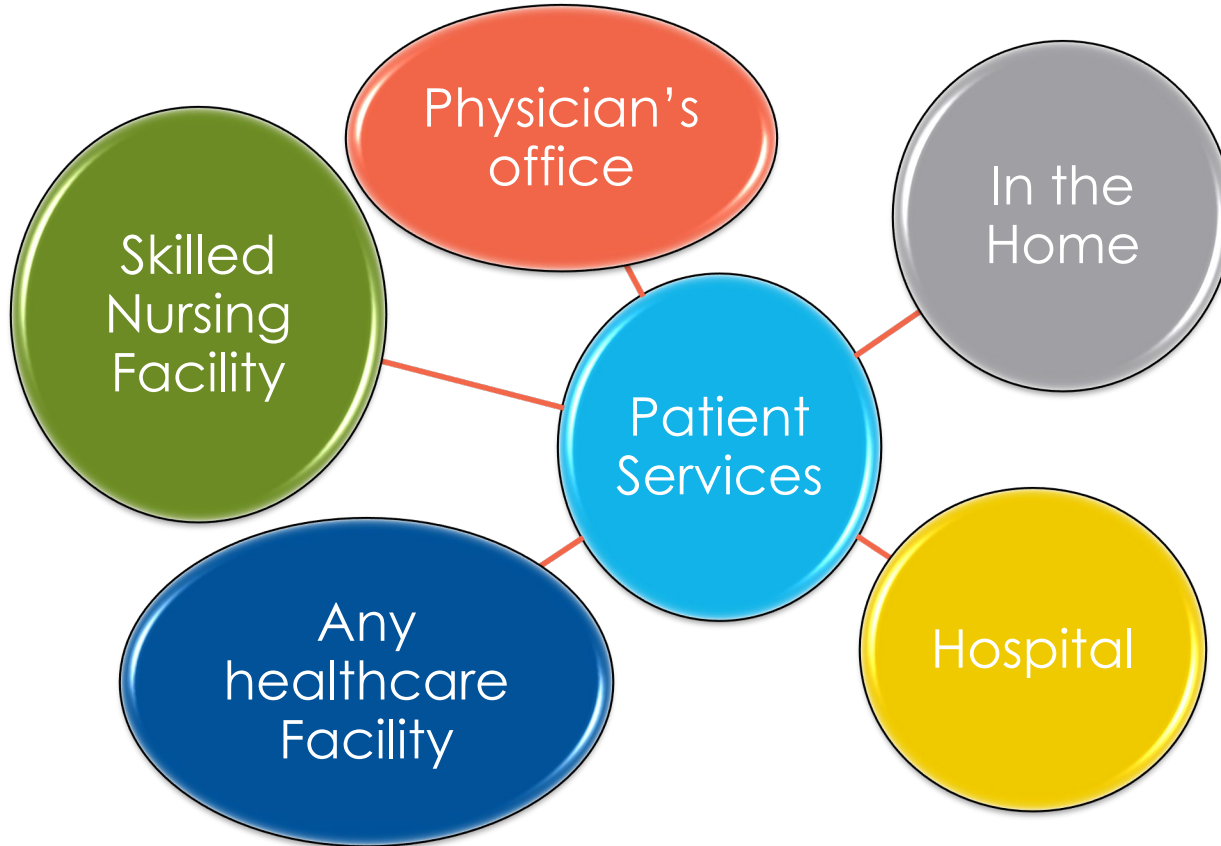 Physician’s
office
In the
Home
Skilled
Nursing
Facility
Patient
Services
Any
healthcare
Facility
Hospital